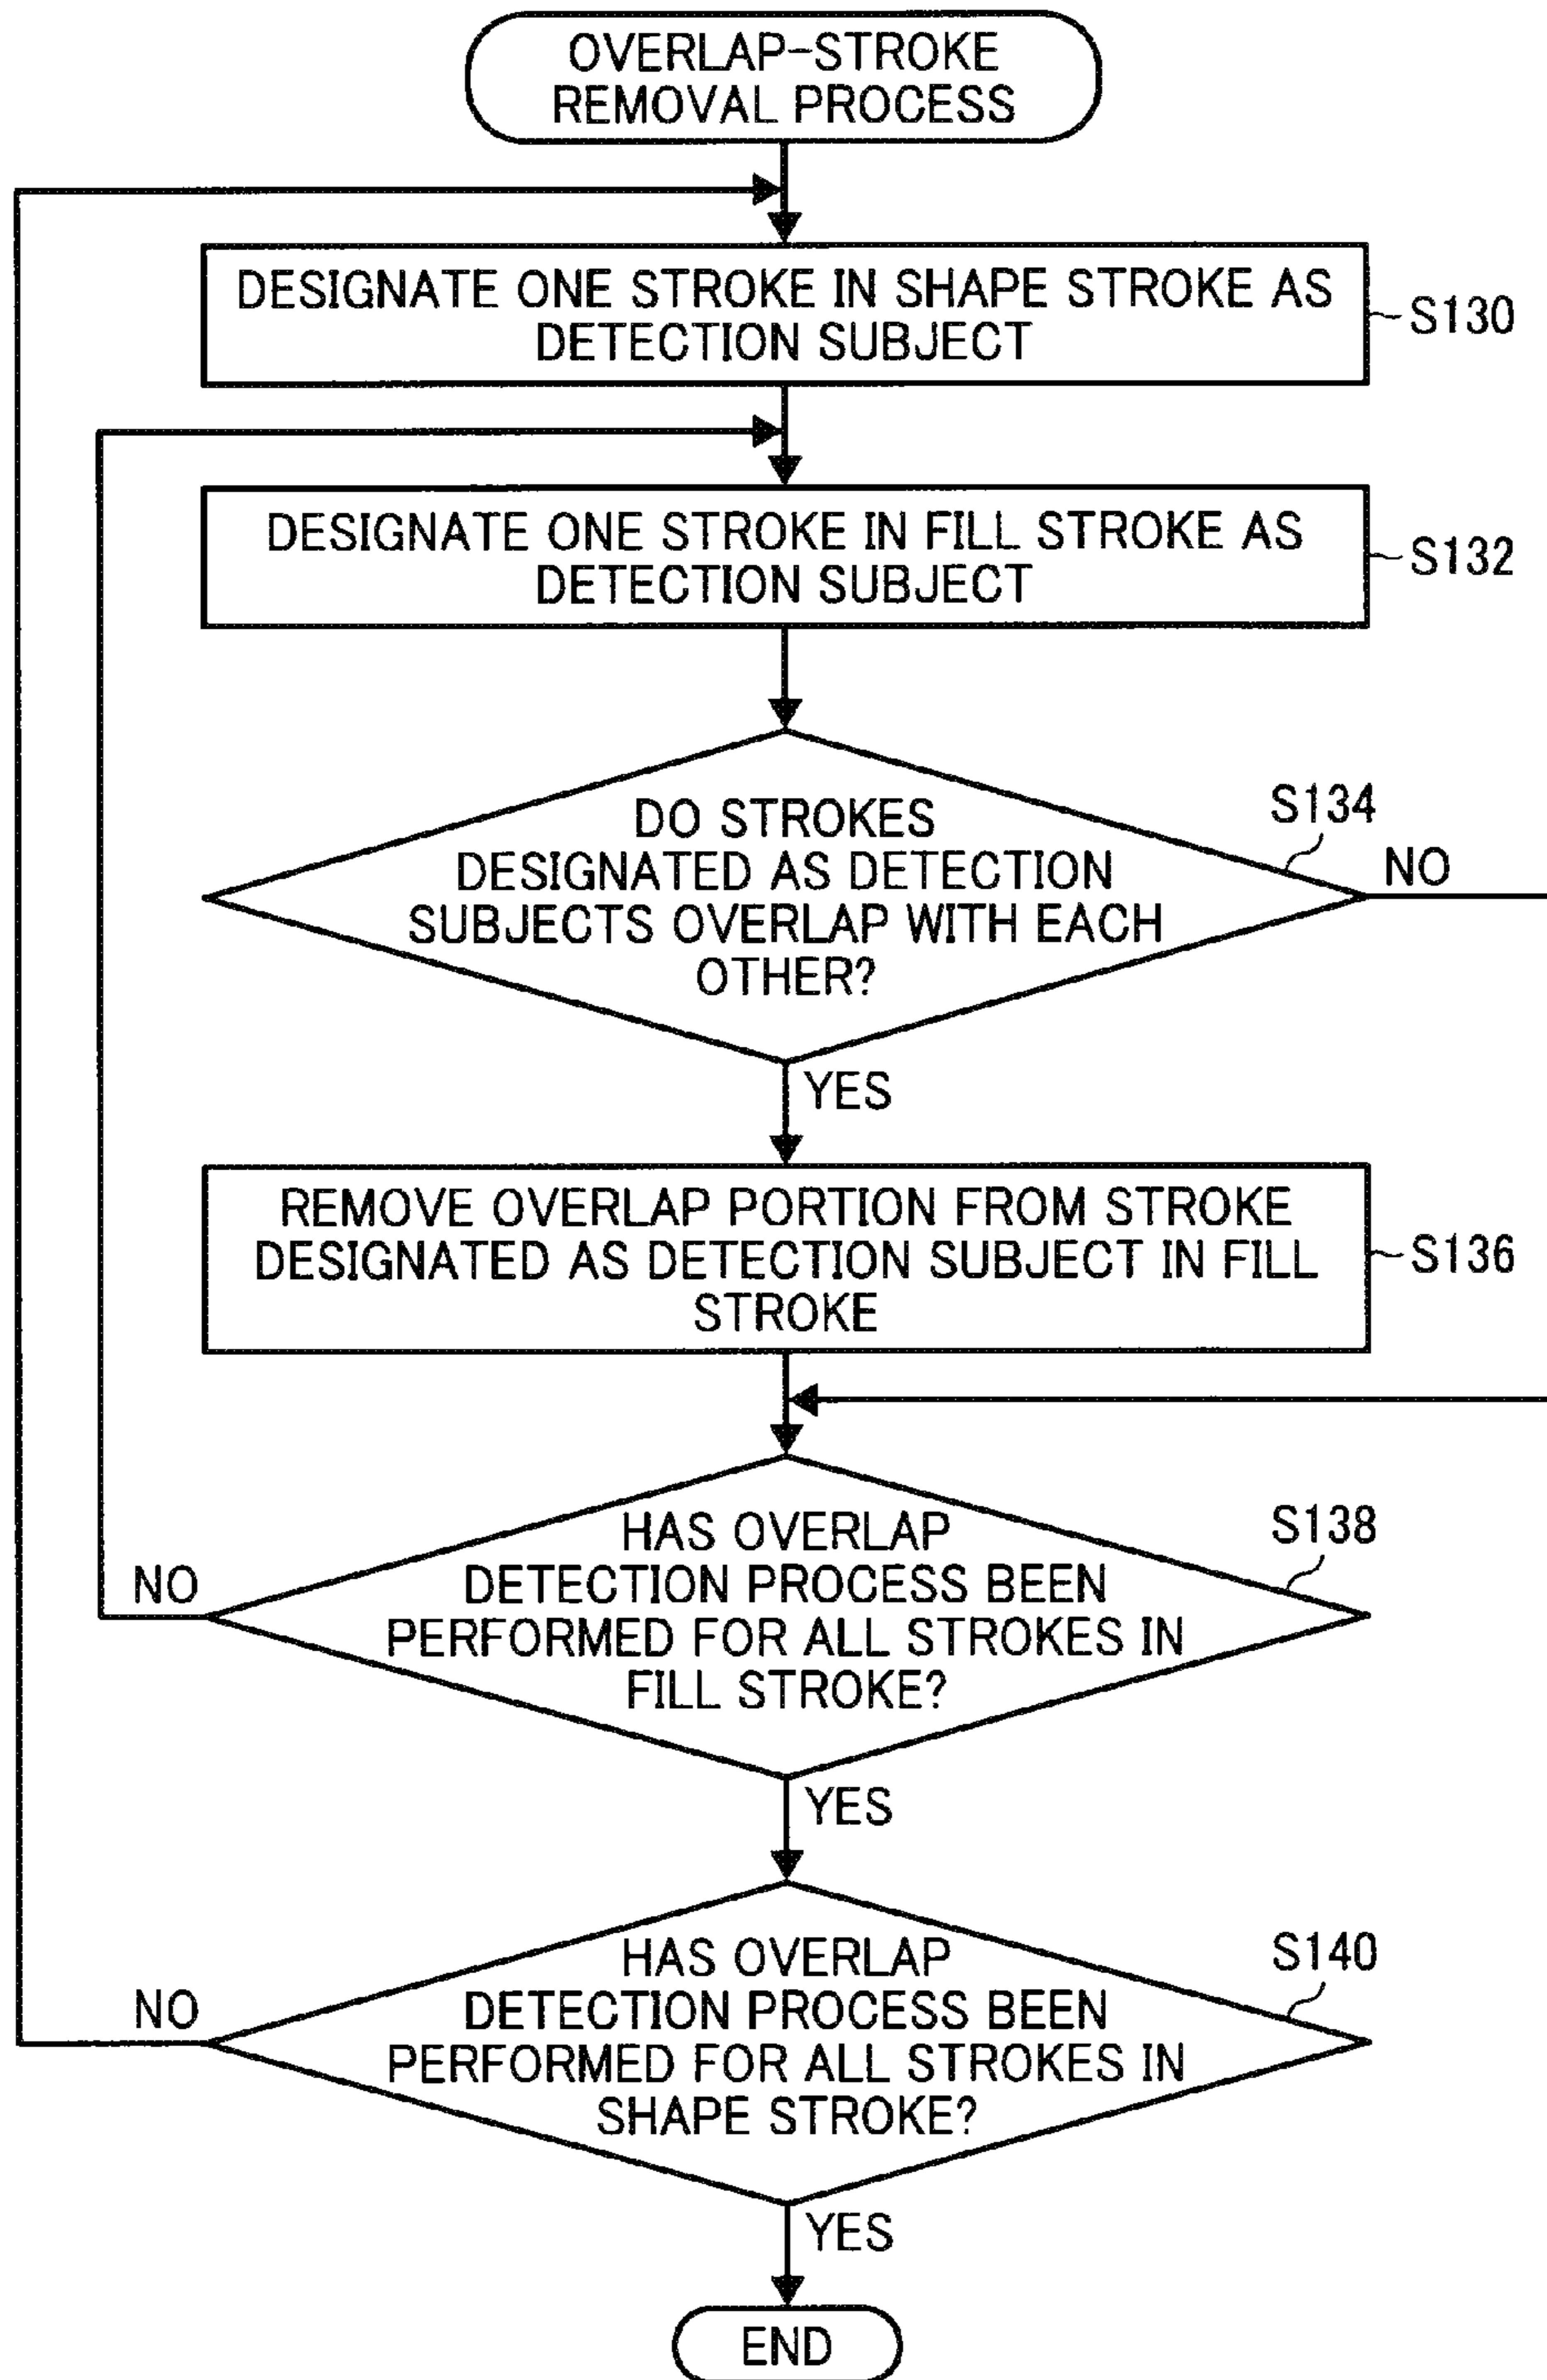 OVERLAP-STROKE
REMOVAL PROCESS
DESIGNATE ONE STROKE IN SHAPE STROKE AS
DETECTION SUBJECT
S130
DESIGNATE ONE STROKE IN FILL STROKE AS
DETECTION SUBJECT
S132
DO STROKES
DESIGNATED AS DETECTION
SUBJECTS OVERLAP WITH EACH
OTHER?
S134
NO
YES
REMOVE OVERLAP PORTION FROM STROKE
DESIGNATED AS DETECTION SUBJECT IN FILL
STROKE
S136
HAS OVERLAP
DETECTION PROCESS BEEN
PERFORMED FOR ALL STROKES IN
FILL STROKE?
S138
NO
YES
HAS OVERLAP
DETECTION PROCESS BEEN
PERFORMED FOR ALL STROKES IN
SHAPE STROKE?
S140
NO
YES
END